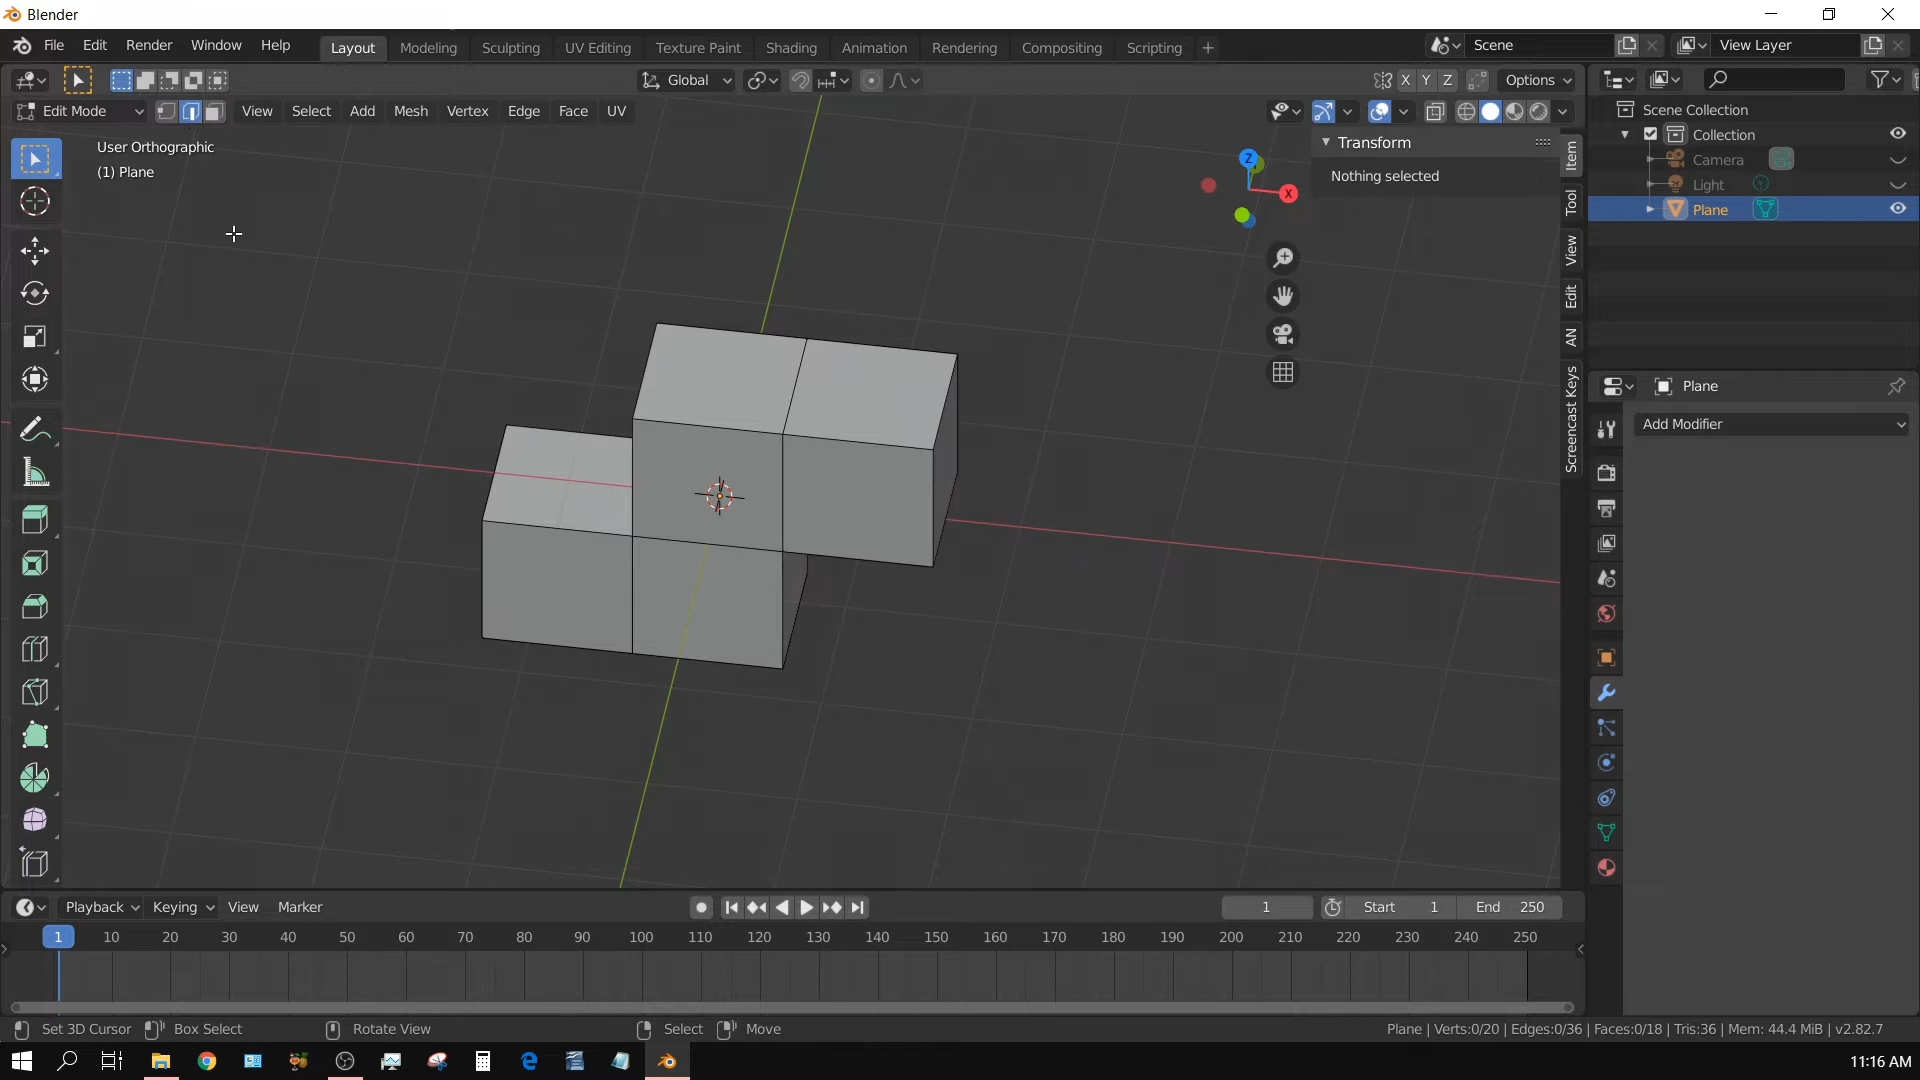 Blender
File Edit Render Window Help Layout Modeling Sculpting UV Editing Texture Paint Shading Animation Rendering Compositing Scripting + Scene View Layer
Global X Y Z Options
Edit Mode View Select Add Mesh Vertex Edge Face UV
User Orthographic
(1) Plane
Z
X
Transform
Nothing selected
Item
Tool
View
Edit
AN
Screencast Keys
Scene Collection
Collection
Camera
Light
Plane
Plane
Add Modifier
Playback Keying View Marker 1 Start 1 End 250
1 10 20 30 40 50 60 70 80 90 100 110 120 130 140 150 160 170 180 190 200 210 220 230 240 250
Set 3D Cursor Box Select Rotate View Select Move Plane | Verts:0/20 | Edges:0/36 | Faces:0/18 | Tris:36 | Mem: 44.4 MiB | v2.82.7
11:16 AM